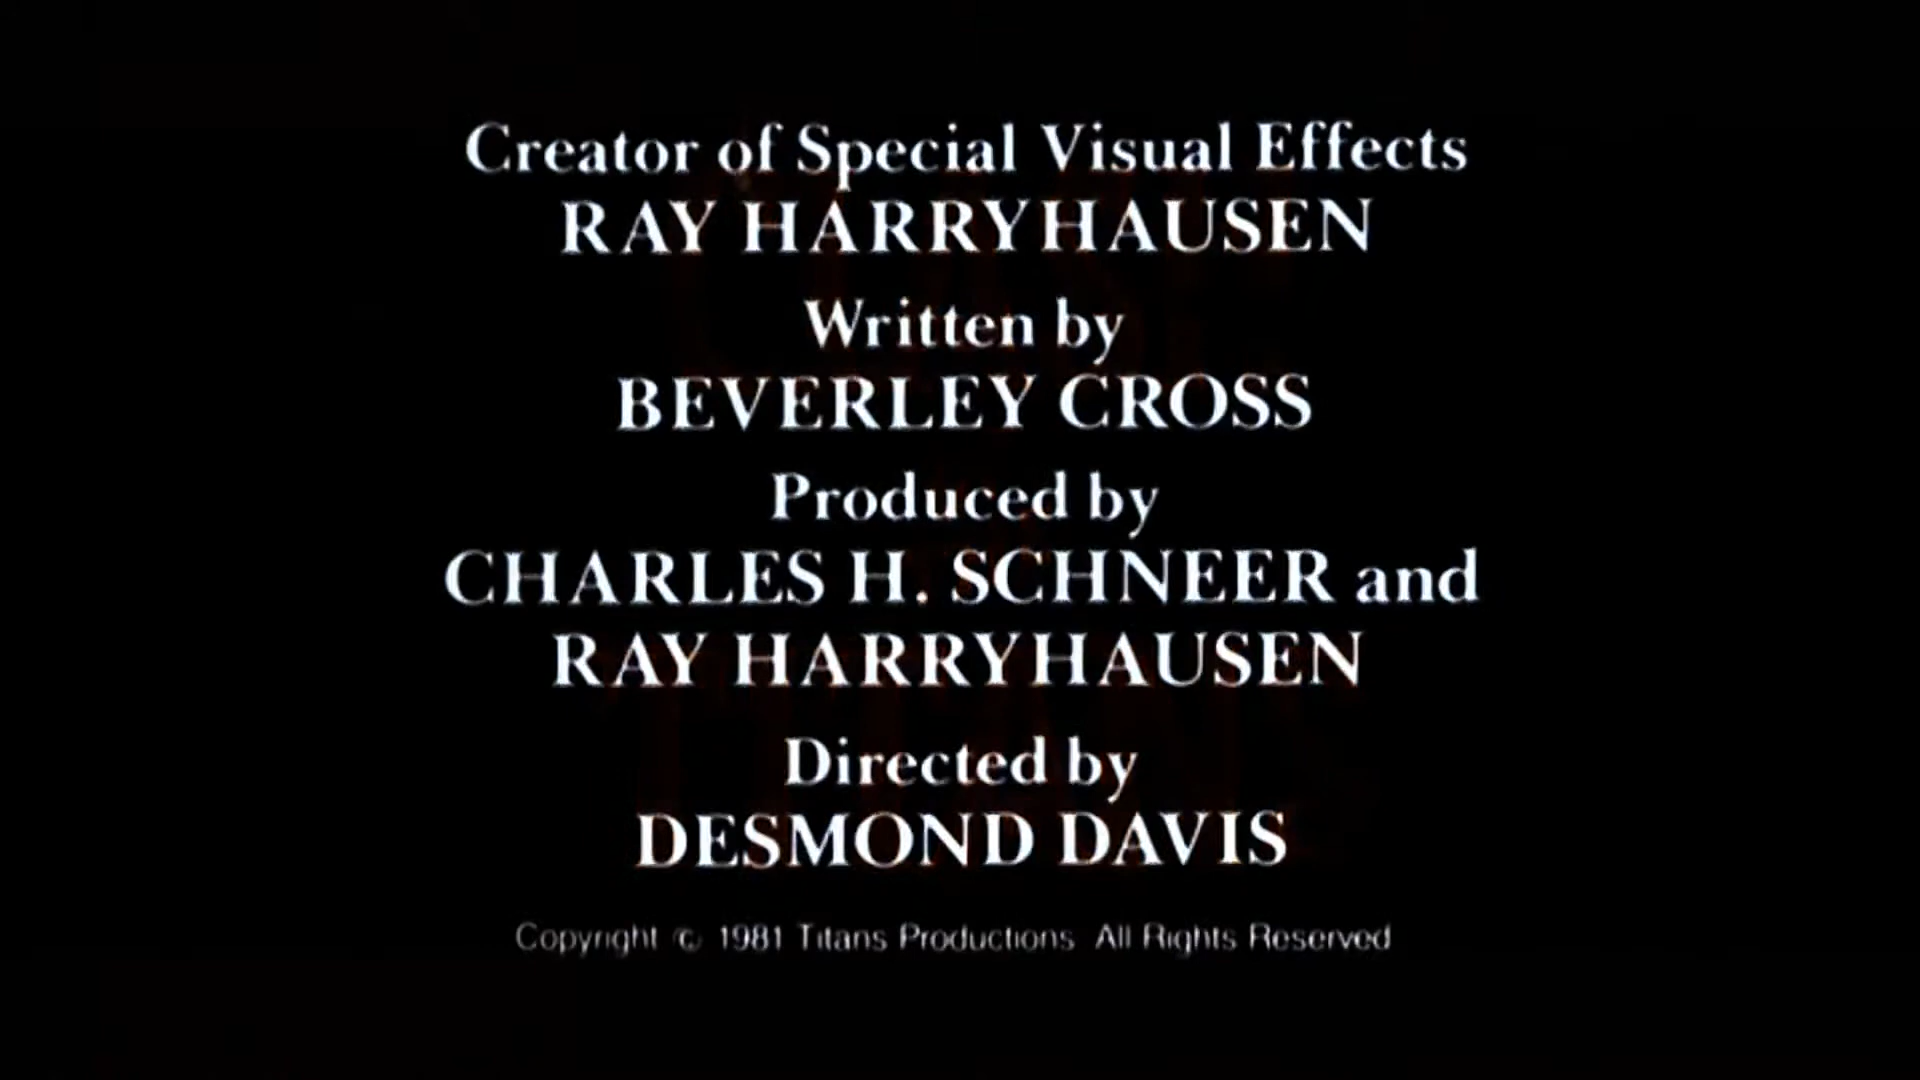 Creator of Special Visual Effects
RAY HARRYHAUSEN
Written by
BEVERLEY CROSS
Produced by
CHARLES H. SCHNEER and
RAY HARRYHAUSEN
Directed by
DESMOND DAVIS
Copyright © 1981 Titans Productions All Rights Reserved